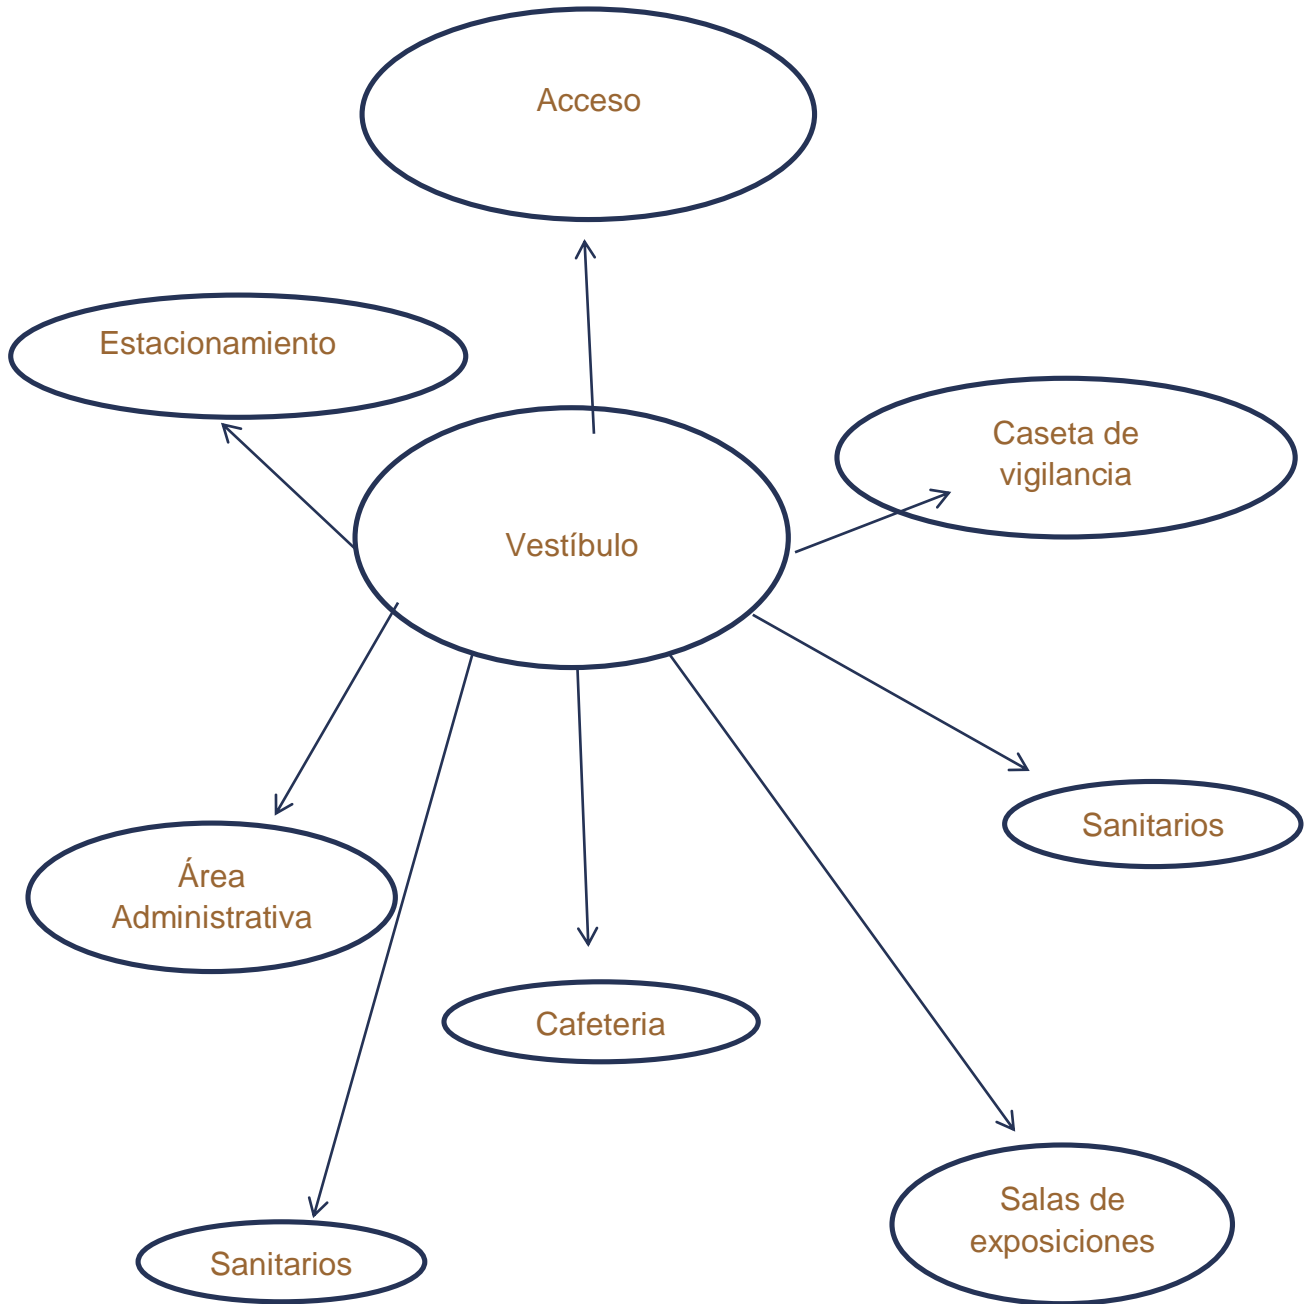 Acceso
Estacionamiento
Caseta de
vigilancia
Vestíbulo
Sanitarios
Área
Administrativa
Cafeteria
Salas de
exposiciones
Sanitarios